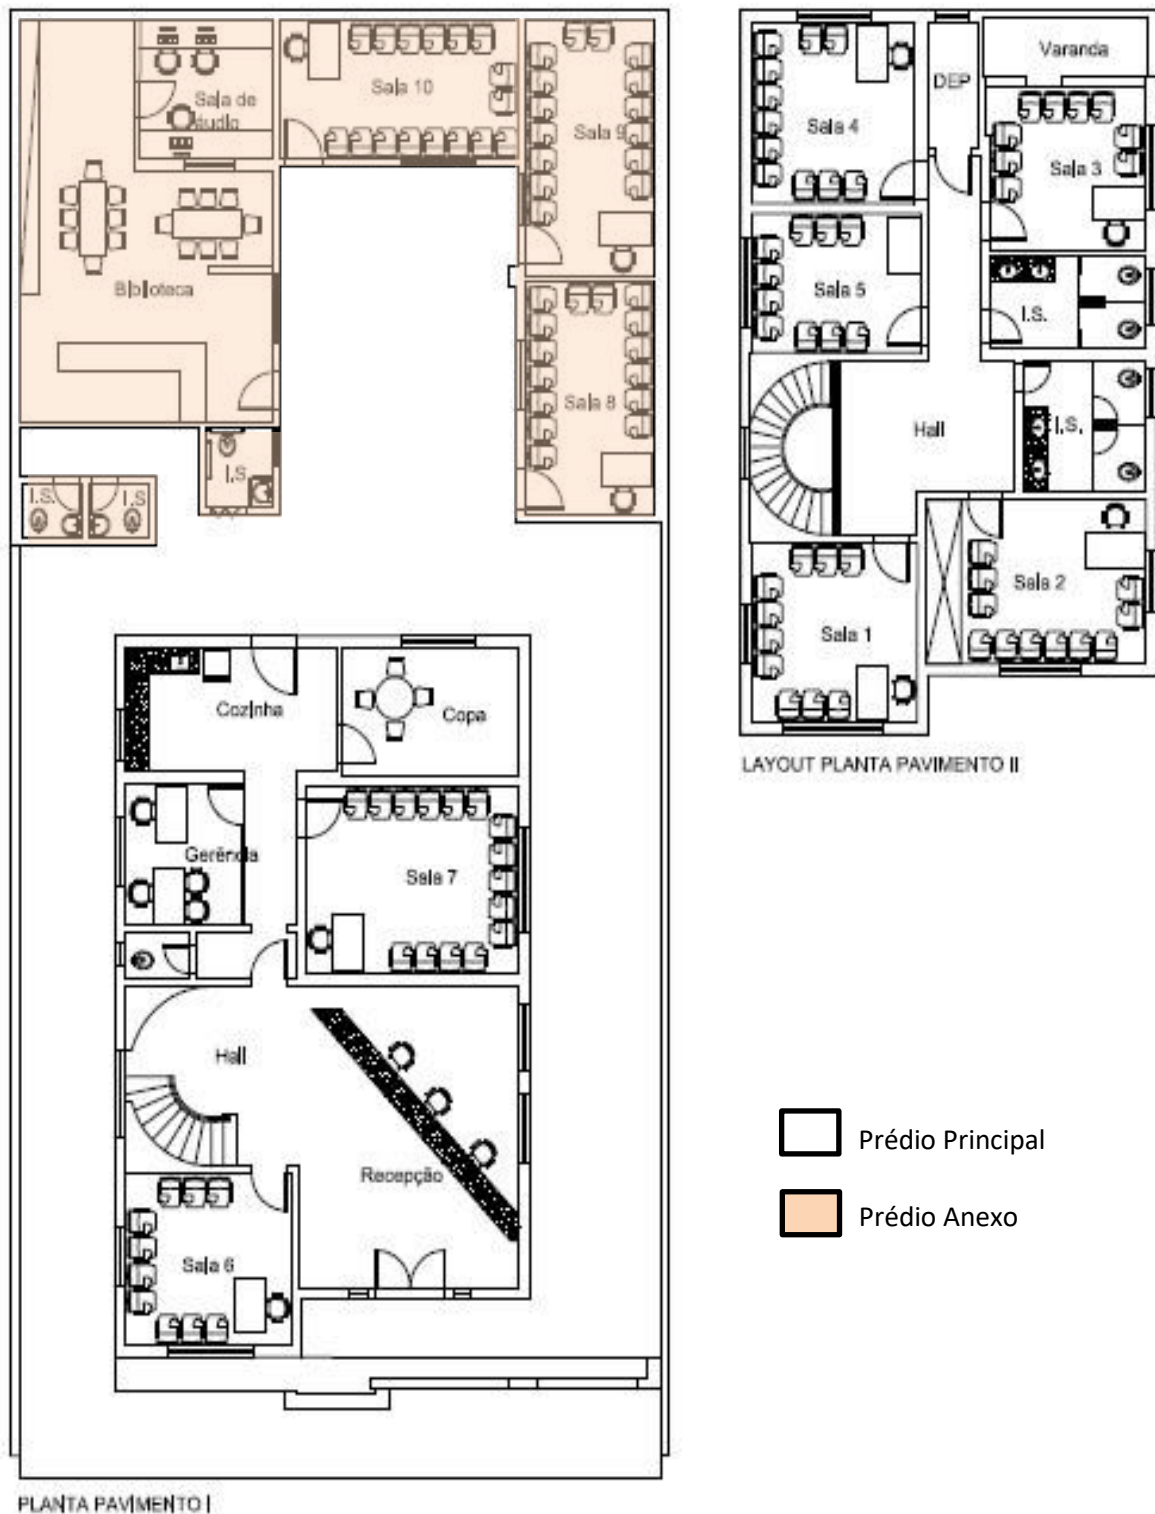 Sala de
áudio
Sala 10
Sala 9
Biblioteca
Sala 8
I.S.
I.S.
I.S
Cozinha
Copa
Gerência
Sala 7
Hall
Recepção
Sala 6
PLANTA PAVIMENTO I
Varanda
DEP
Sala 4
Sala 3
Sala 5
I.S.
Hall
I.S.
Sala 2
Sala 1
LAYOUT PLANTA PAVIMENTO II
Prédio Principal
Prédio Anexo